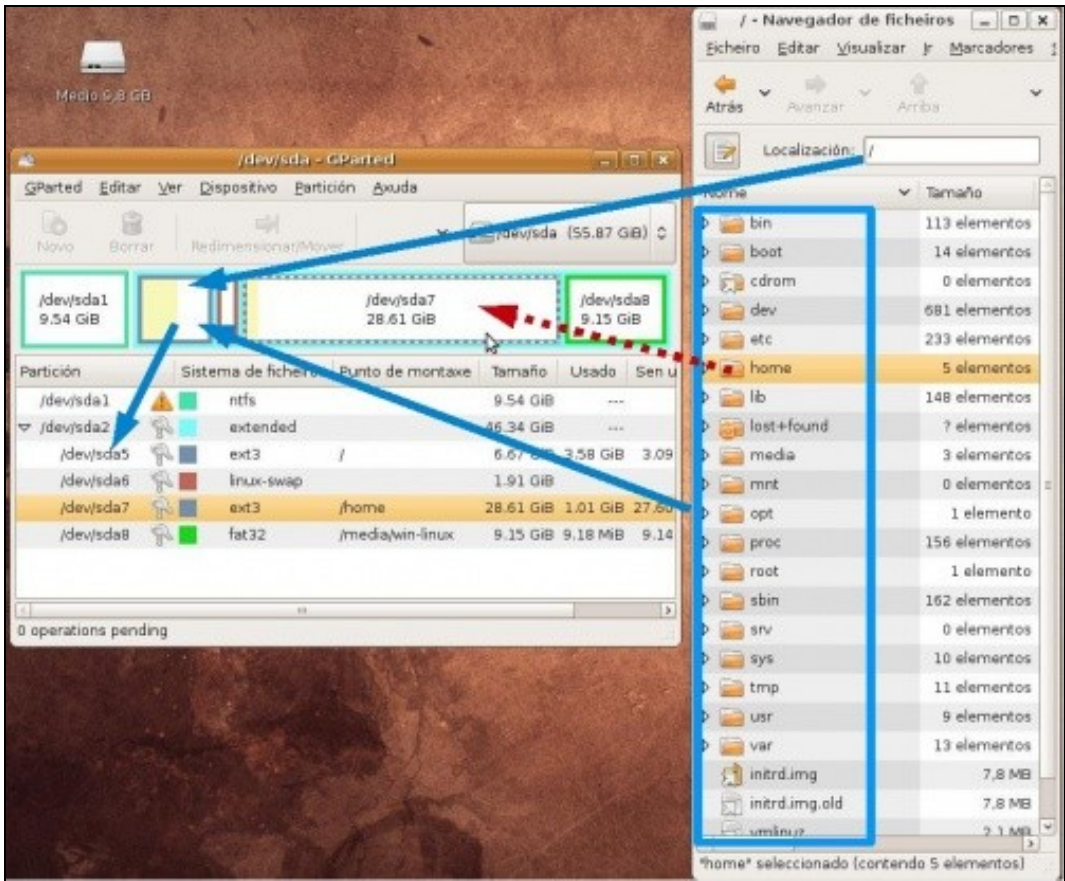 Medio 9,8 GB
/dev/sda - GParted
GParted Editar Ver Dispositivo Partición Axuda
Novo Borrar Redimensionar/Mover /dev/sda (55.87 GiB)
/dev/sda1 /dev/sda7 /dev/sda8
9.54 GiB 28.61 GiB 9.15 GiB
Partición Sistema de ficheiros Punto de montaxe Tamaño Usado Sen u
/dev/sda1 ntfs 9.54 GiB ---
/dev/sda2 extended 46.34 GiB ---
/dev/sda5 ext3 / 6.67 GiB 3.58 GiB 3.09
/dev/sda6 linux-swap 1.91 GiB
/dev/sda7 ext3 /home 28.61 GiB 1.01 GiB 27.60
/dev/sda8 fat32 /media/win-linux 9.15 GiB 9.18 MiB 9.14
0 operations pending
/ - Navegador de ficheiros
Ficheiro Editar Visualizar Ir Marcadores
Atrás Avanzar Arriba
Localización: /
Nome Tamaño
bin 113 elementos
boot 14 elementos
cdrom 0 elementos
dev 681 elementos
etc 233 elementos
home 5 elementos
lib 148 elementos
lost+found ? elementos
media 3 elementos
mnt 0 elementos
opt 1 elemento
proc 156 elementos
root 1 elemento
sbin 162 elementos
srv 0 elementos
sys 10 elementos
tmp 11 elementos
usr 9 elementos
var 13 elementos
initrd.img 7,8 MB
initrd.img.old 7,8 MB
vmlinuz 2,1 MB
"home" seleccionado (contendo 5 elementos)